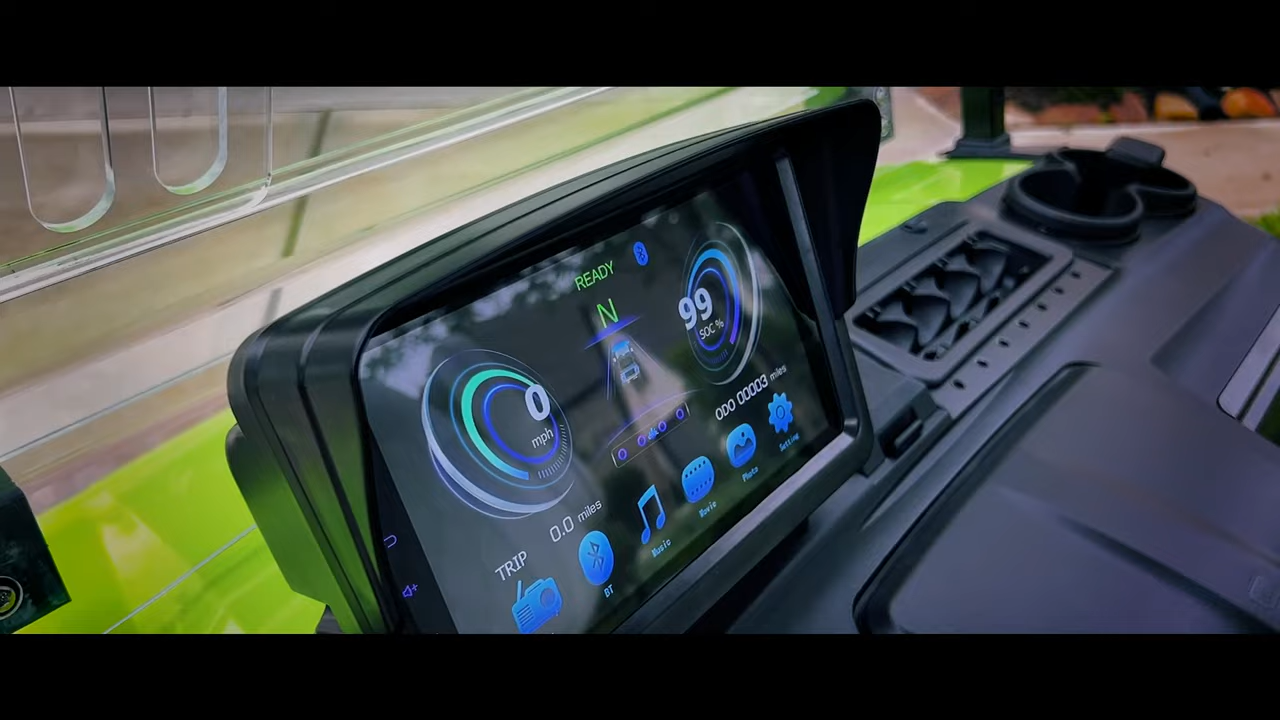 READY
N
0
mph
99
SOC %
TRIP 0.0 miles
ODO 00003 miles
BT
Music
Movie
Photo
Setting